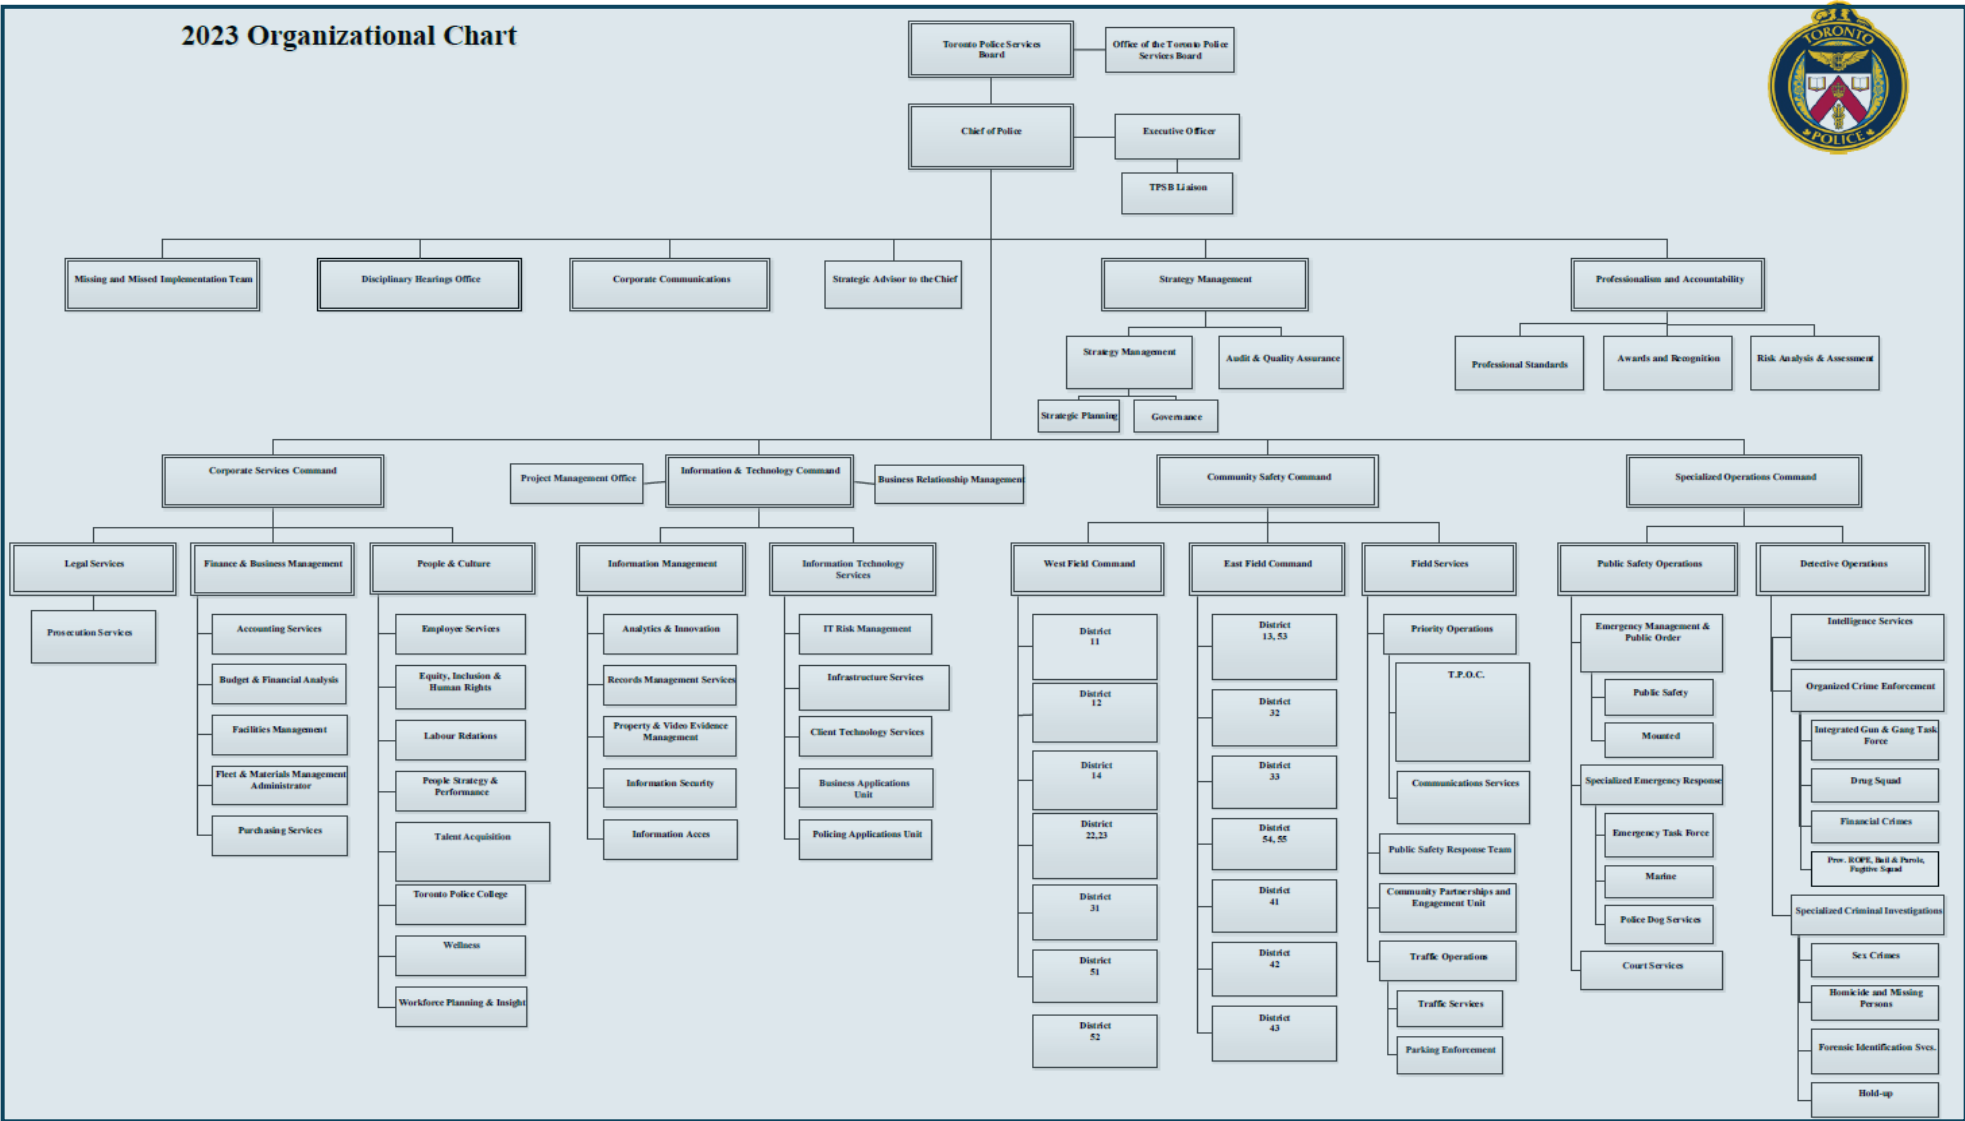 2023 Organizational Chart
Toronto Police Services
Board
Office of the Toronto Police
Services Board
TORONTO
POLICE
Chief of Police
Executive Officer
TPSB Liaison
Missing and Missed Implementation Team
Disciplinary Hearings Office
Corporate Communications
Strategic Advisor to the Chief
Strategy Management
Professionalism and Accountability
Strategy Management
Audit & Quality Assurance
Professional Standards
Awards and Recognition
Risk Analysis & Assessment
Strategic Planning
Governance
Corporate Services Command
Project Management Office
Information & Technology Command
Business Relationship Management
Community Safety Command
Specialized Operations Command
Legal Services
Finance & Business Management
People & Culture
Information Management
Information Technology
Services
West Field Command
East Field Command
Field Services
Public Safety Operations
Detective Operations
Prosecution Services
Accounting Services
Budget & Financial Analysis
Facilities Management
Fleet & Materials Management
Administrator
Purchasing Services
Employee Services
Equity, Inclusion &
Human Rights
Labour Relations
People Strategy &
Performance
Talent Acquisition
Toronto Police College
Wellness
Workforce Planning & Insight
Analytics & Innovation
Records Management Services
Property & Video Evidence
Management
Information Security
Information Acces
IT Risk Management
Infrastructure Services
Client Technology Services
Business Applications
Unit
Policing Applications Unit
District
11
District
12
District
14
District
22,23
District
31
District
51
District
52
District
13, 53
District
32
District
33
District
54, 55
District
41
District
42
District
43
Priority Operations
T.P.O.C.
Communications Services
Public Safety Response Team
Community Partnerships and
Engagement Unit
Traffic Operations
Traffic Services
Parking Enforcement
Emergency Management &
Public Order
Public Safety
Mounted
Specialized Emergency Response
Emergency Task Force
Marine
Police Dog Services
Court Services
Intelligence Services
Organized Crime Enforcement
Integrated Gun & Gang Task
Force
Drug Squad
Financial Crimes
Prov. ROPE, Bail & Parole,
Fugitive Squad
Specialized Criminal Investigations
Sex Crimes
Homicide and Missing
Persons
Forensic Identification Svcs.
Hold-up